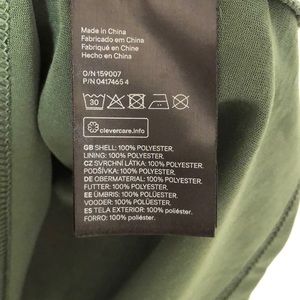 Made in China
Fabricado en China
Fabriqué en Chine
Hecho en China
O/N 159007
P/N 0417465 4
30
clevercare.info
GB SHELL: 100% POLYESTER.
LINING: 100% POLYESTER.
CZ SVRCHNÍ LÁTKA: 100% POLYESTER.
PODŠÍVKA: 100% POLYESTER.
DE OBERMATERIAL: 100% POLYESTER.
FUTTER: 100% POLYESTER.
EE ÜMBRIS: 100% POLYESTER.
VOODER: 100% POLÜESTER.
ES TELA EXTERIOR: 100% poliéster.
FORRO: 100% poliéster.